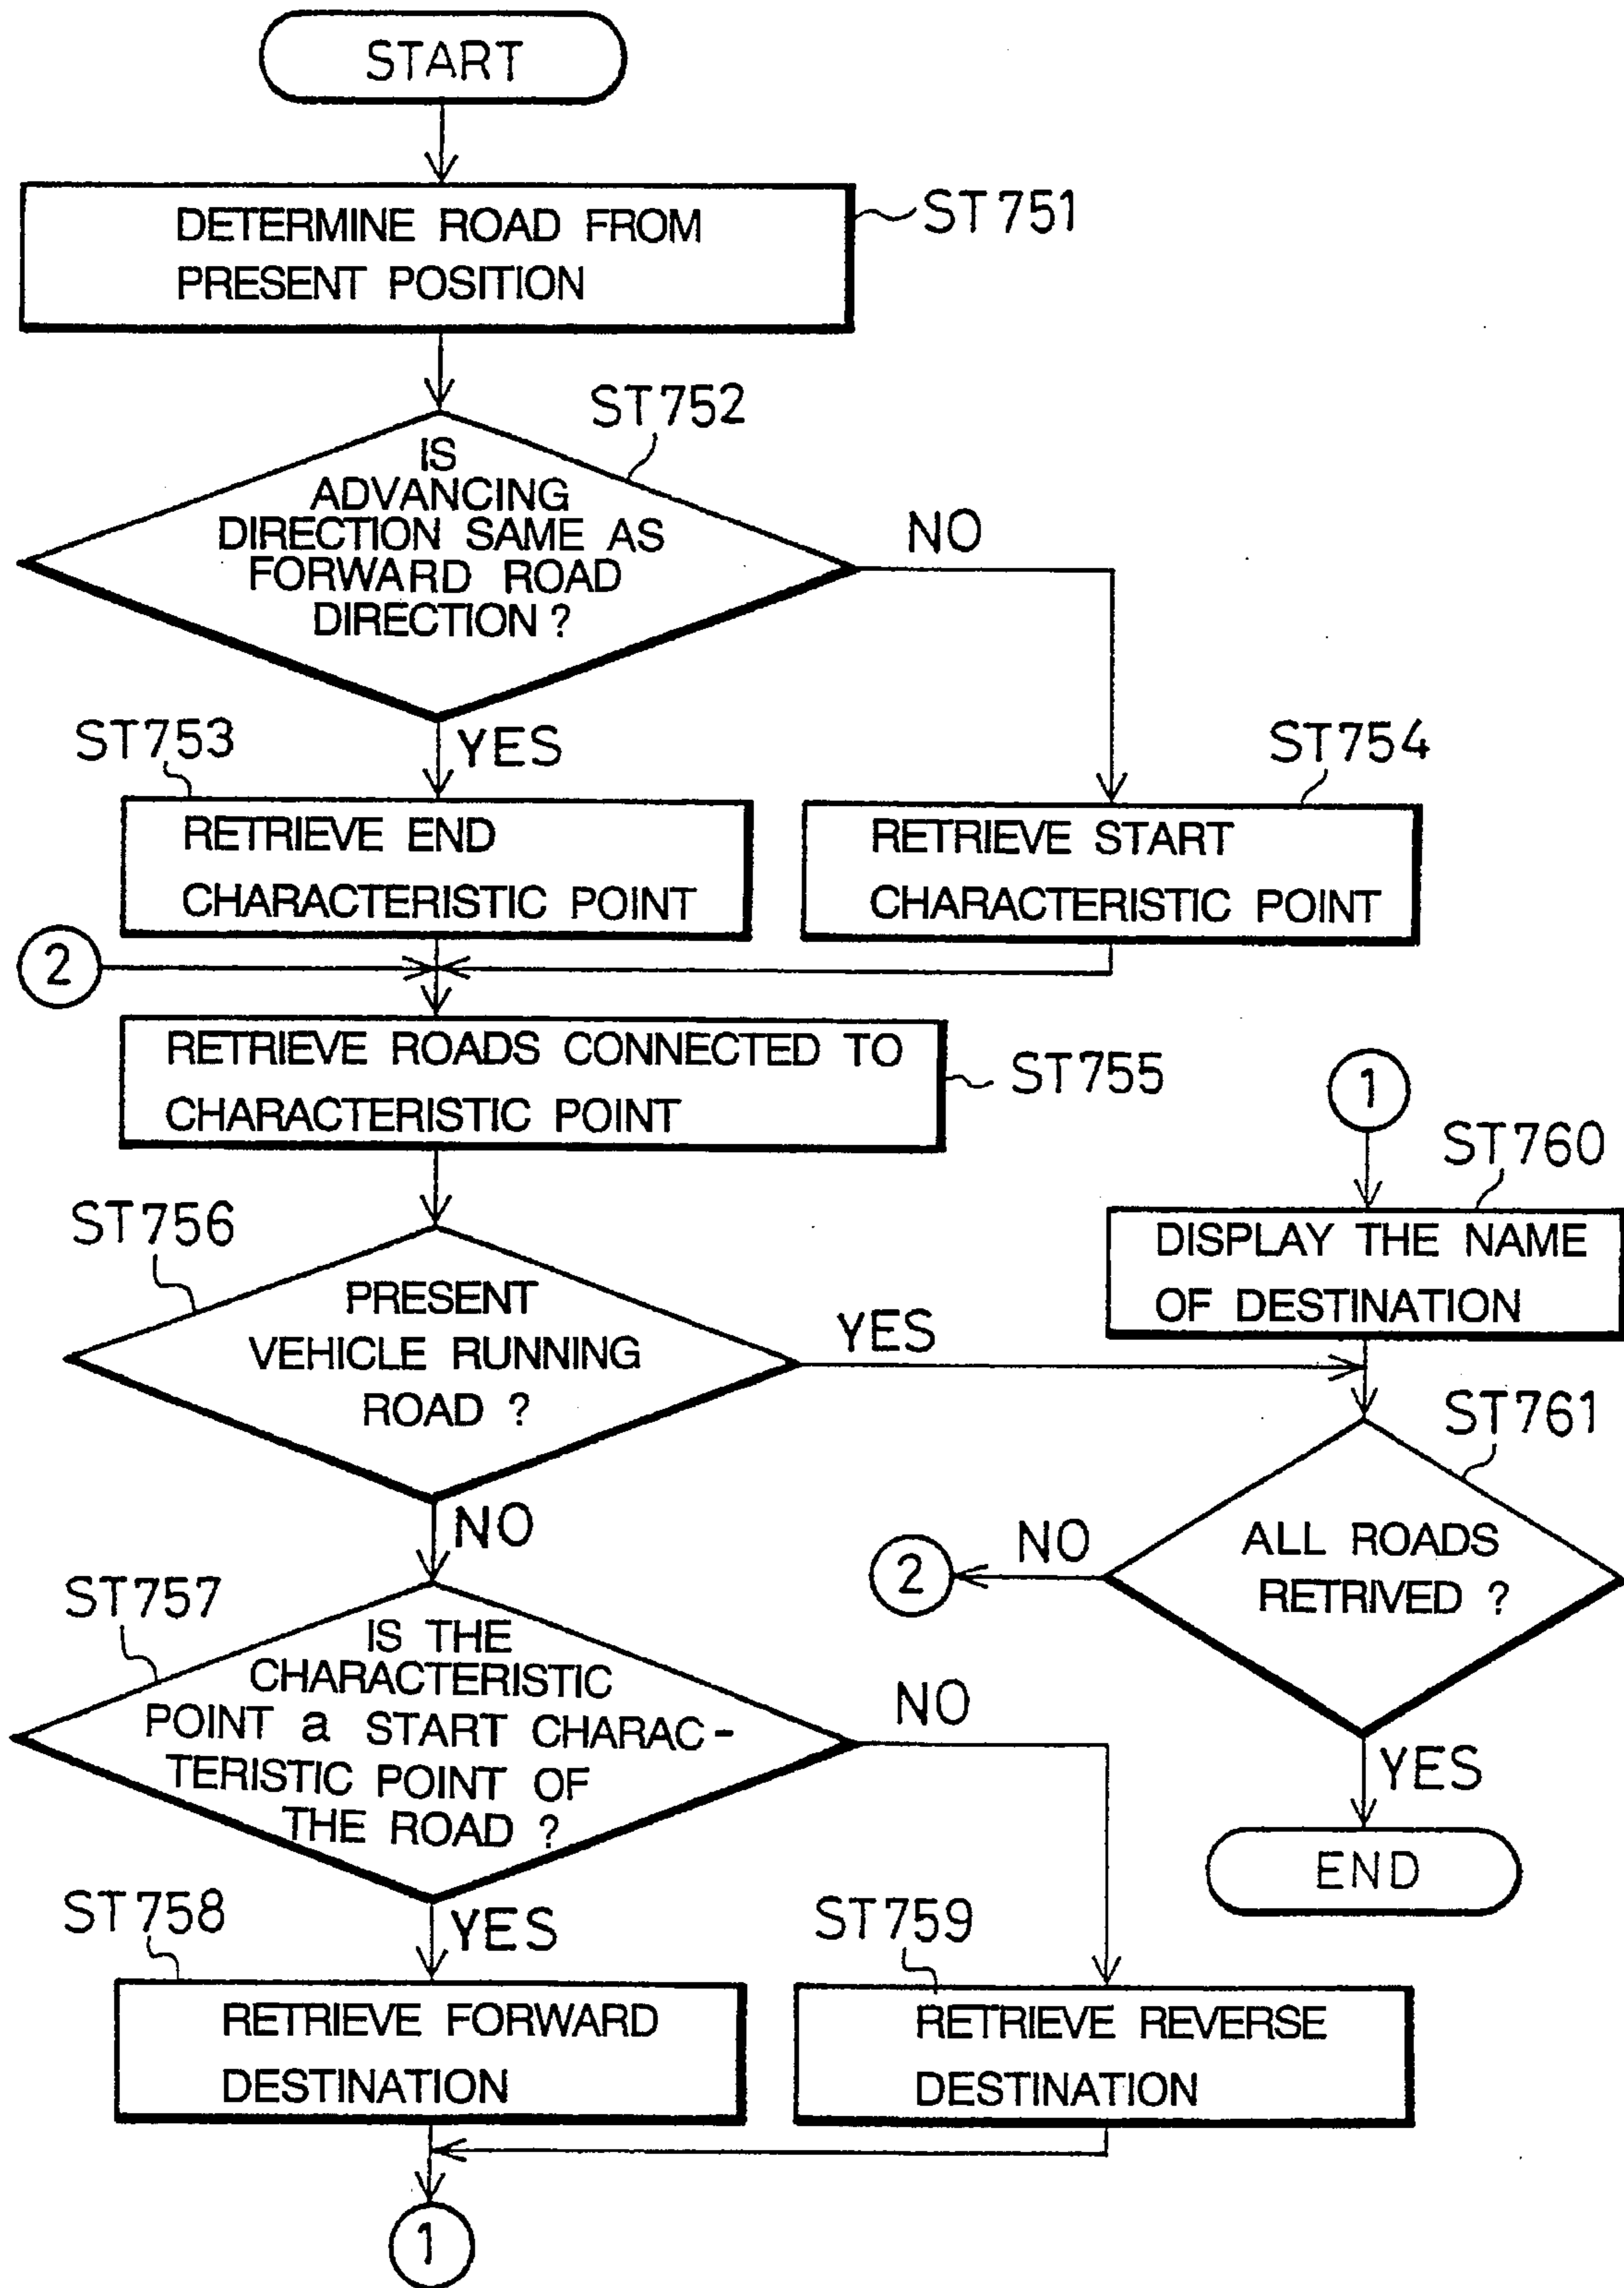 START
DETERMINE ROAD FROM
PRESENT POSITION
ST751
ST752
IS
ADVANCING
DIRECTION SAME AS
FORWARD ROAD
DIRECTION ?
NO
YES
ST753
RETRIEVE END
CHARACTERISTIC POINT
ST754
RETRIEVE START
CHARACTERISTIC POINT
2
RETRIEVE ROADS CONNECTED TO
CHARACTERISTIC POINT
ST755
ST756
PRESENT
VEHICLE RUNNING
ROAD ?
YES
NO
ST757
IS THE
CHARACTERISTIC
POINT a START CHARAC-
TERISTIC POINT OF
THE ROAD ?
NO
YES
ST758
RETRIEVE FORWARD
DESTINATION
ST759
RETRIEVE REVERSE
DESTINATION
1
1
ST760
DISPLAY THE NAME
OF DESTINATION
ST761
ALL ROADS
RETRIVED ?
NO
2
YES
END